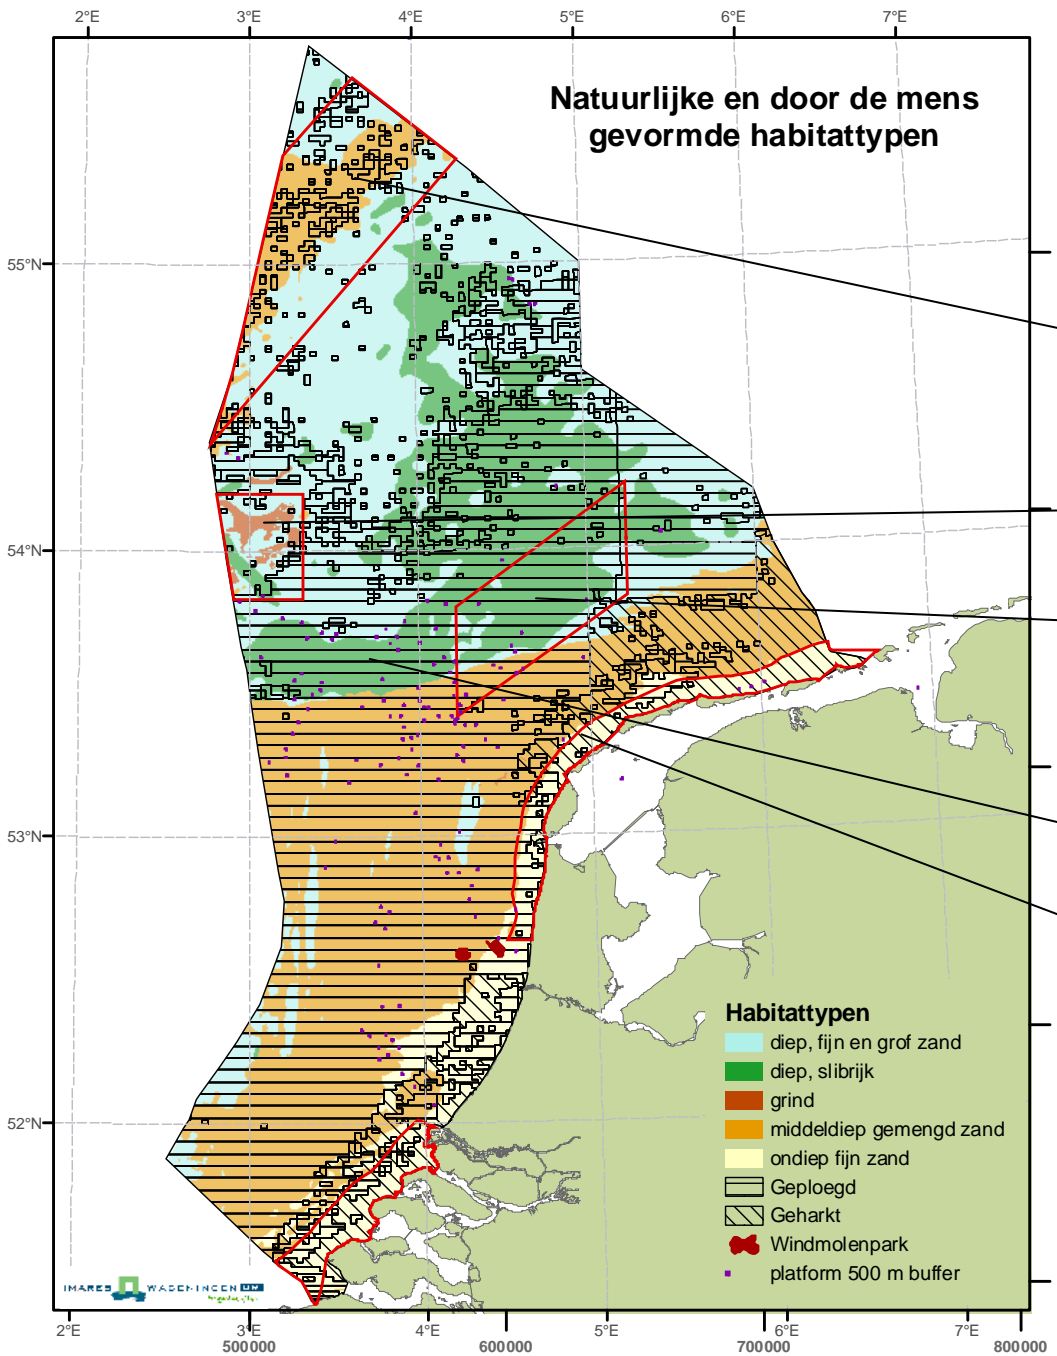 2°E 3°E 4°E 5°E 6°E 7°E
Natuurlijke en door de mens
gevormde habitattypen
55°N
54°N
53°N
52°N
Habitattypen
diep, fijn en grof zand
diep, slibrijk
grind
middeldiep gemengd zand
ondiep fijn zand
Geploegd
Geharkt
Windmolenpark
platform 500 m buffer
IMARES WAGENINGEN UR
2°E 3°E 4°E 5°E 6°E 7°E
500000 600000 700000 800000